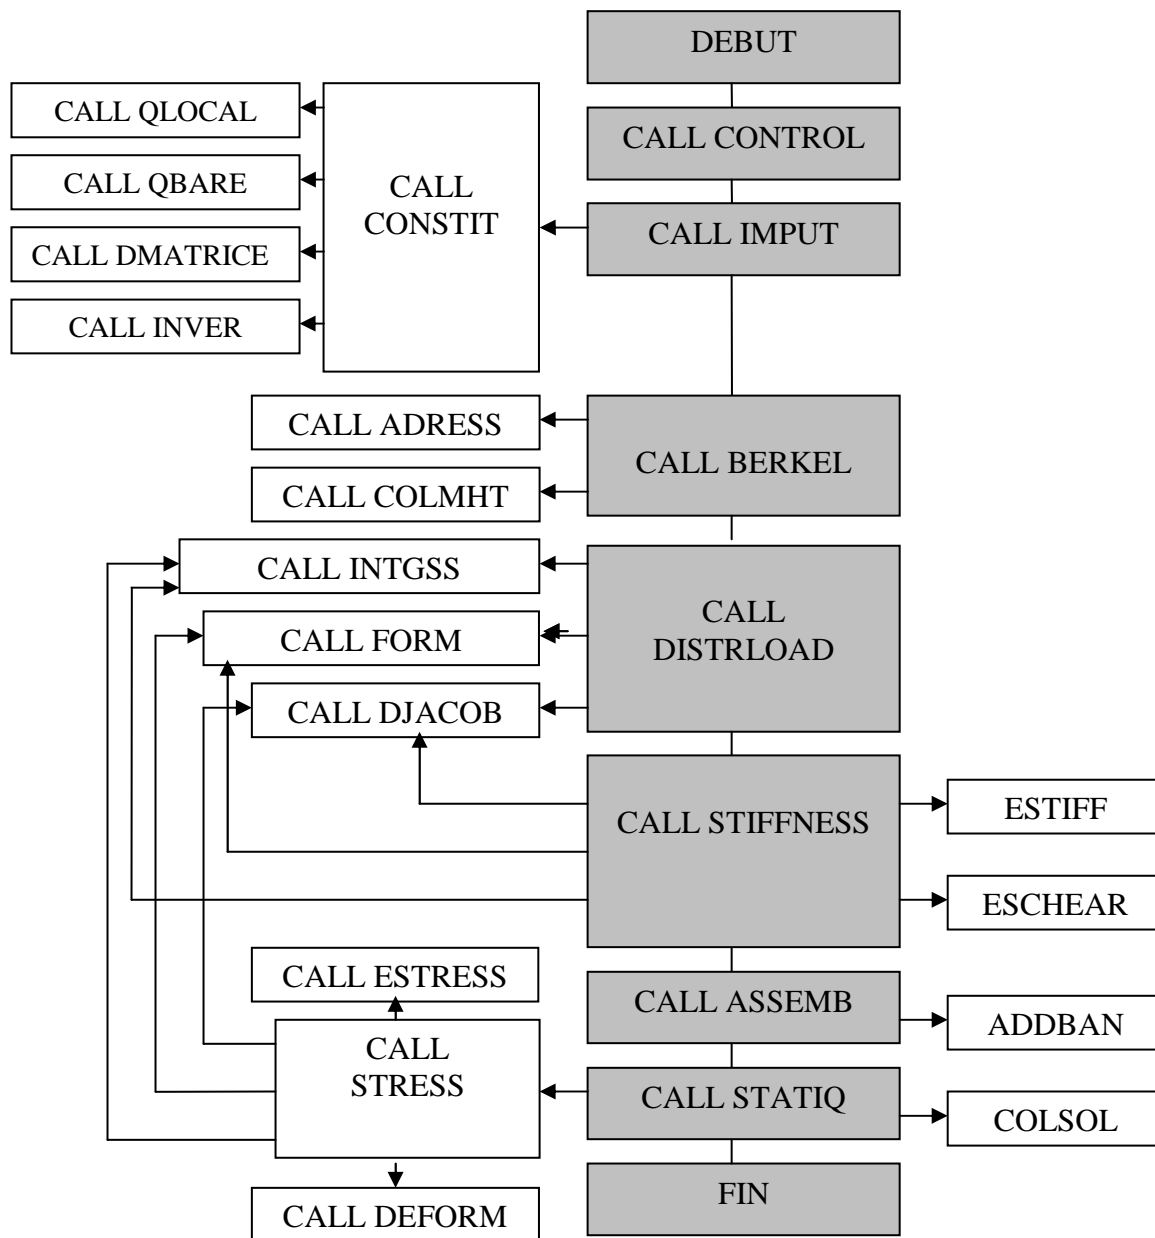 DEBUT
CALL QLOCAL
CALL CONTROL
CALL QBARE
CALL
CONSTIT
CALL IMPUT
CALL DMATRICE
CALL INVER
CALL ADRESS
CALL BERKEL
CALL COLMHT
CALL INTGSS
CALL
DISTRLOAD
CALL FORM
CALL DJACOB
CALL STIFFNESS
ESTIFF
ESCHEAR
CALL ESTRESS
CALL ASSEMB
ADDBAN
CALL
STRESS
CALL STATIQ
COLSOL
FIN
CALL DEFORM